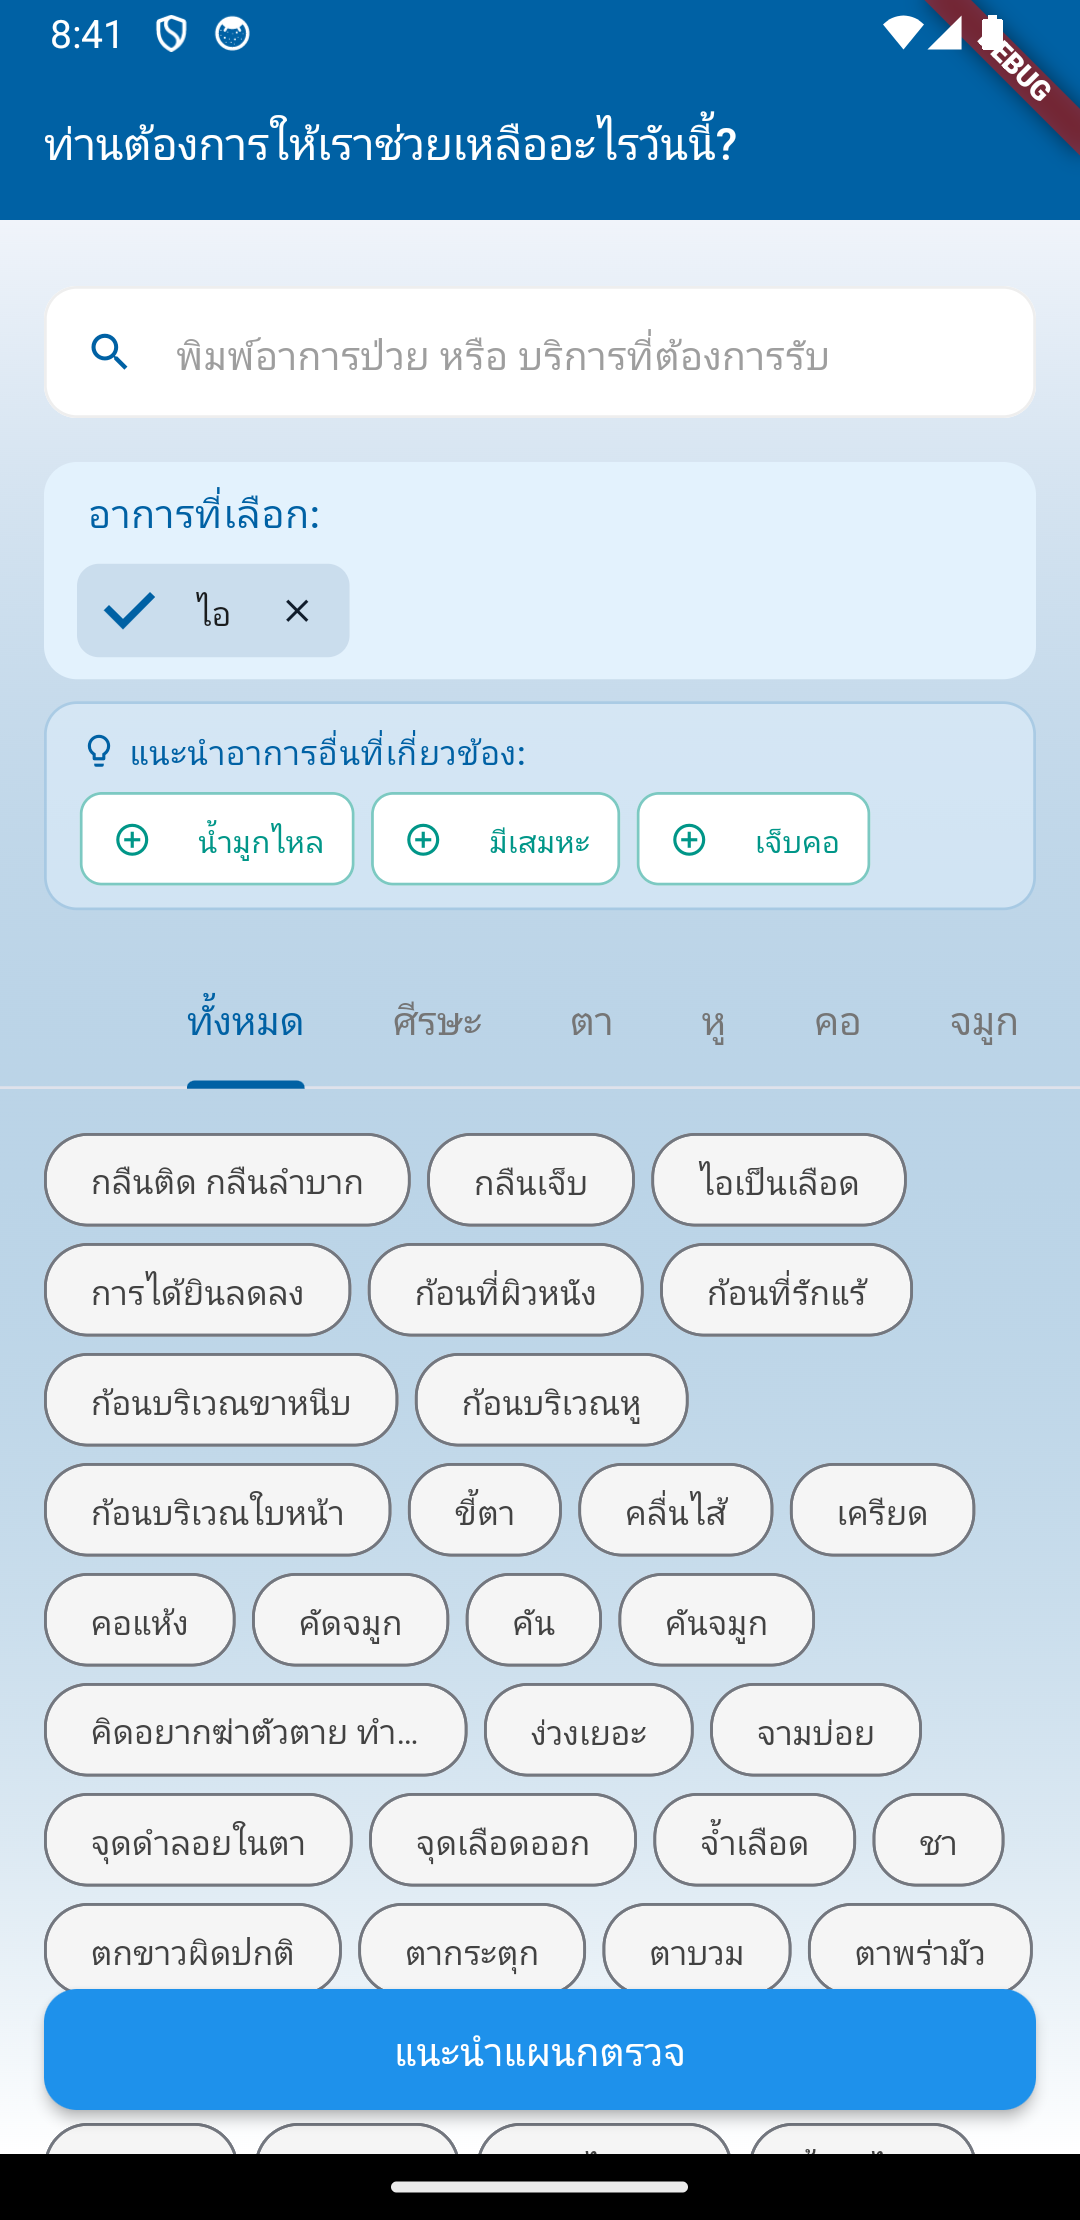 8:41
EBUG
ท่านต้องการให้เราช่วยเหลืออะไรวันนี้?
พิมพ์อาการป่วย หรือ บริการที่ต้องการรับ
อาการที่เลือก:
ไอ
แนะนำอาการอื่นที่เกี่ยวข้อง:
น้ำมูกไหล มีเสมหะ เจ็บคอ
ทั้งหมด ศีรษะ ตา หู คอ จมูก
กลืนติด กลืนลำบาก กลืนเจ็บ ไอเป็นเลือด
การได้ยินลดลง ก้อนที่ผิวหนัง ก้อนที่รักแร้
ก้อนบริเวณขาหนีบ ก้อนบริเวณหู
ก้อนบริเวณใบหน้า ขี้ตา คลื่นไส้ เครียด
คอแห้ง คัดจมูก คัน คันจมูก
คิดอยากฆ่าตัวตาย ทำ... ง่วงเยอะ จามบ่อย
จุดดำลอยในตา จุดเลือดออก จ้ำเลือด ชา
ตกขาวผิดปกติ ตากระตุก ตาบวม ตาพร่ามัว
แนะนำแผนกตรวจ